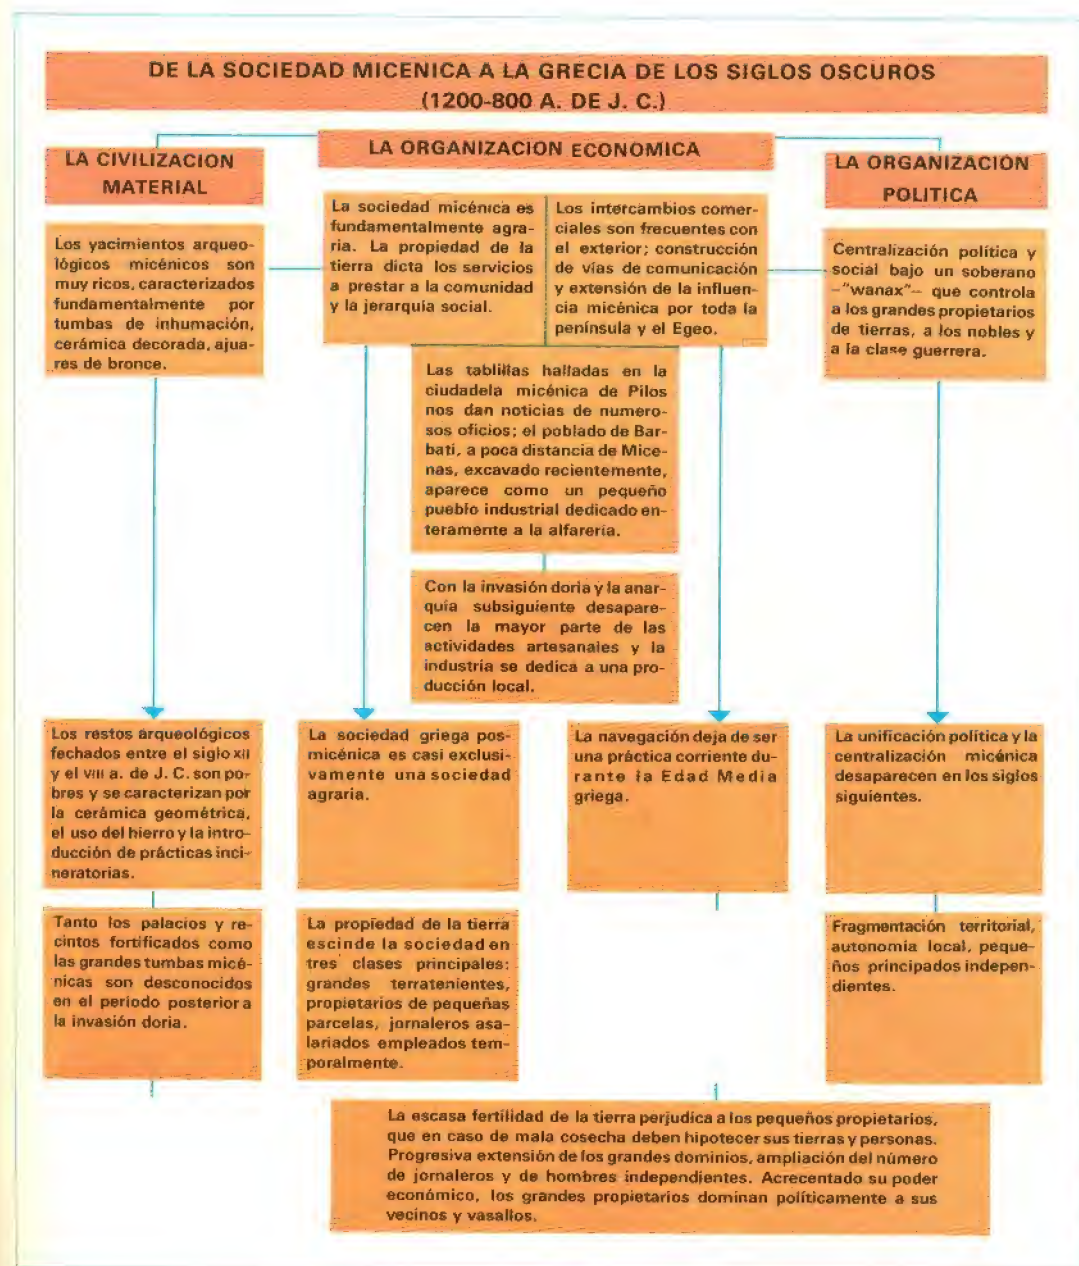 DE LA SOCIEDAD MICENICA A LA GRECIA DE LOS SIGLOS OSCUROS
(1200-800 A. DE J. C.)
LA CIVILIZACION
MATERIAL
LA ORGANIZACION ECONOMICA
LA ORGANIZACION
POLITICA
Los yacimientos arqueo-
lógicos micénicos son
muy ricos, caracterizados
fundamentalmente por
tumbas de inhumación,
cerámica decorada, ajua-
res de bronce.
La sociedad micénica es
fundamentalmente agra-
ria. La propiedad de la
tierra dicta los servicios
a prestar a la comunidad
y la jerarquía social.
Los intercambios comer-
ciales son frecuentes con
el exterior; construcción
de vías de comunicación
y extensión de la influen-
cia micénica por toda la
península y el Egeo.
Centralización política y
social bajo un soberano
–"wanax"– que controla
a los grandes propietarios
de tierras, a los nobles y
a la clase guerrera.
Las tablillas halladas en la
ciudadela micénica de Pilos
nos dan noticias de numero-
sos oficios; el poblado de Bar-
bati, a poca distancia de Mice-
nas, excavado recientemente,
aparece como un pequeño
pueblo industrial dedicado en-
teramente a la alfarería.
Con la invasión doria y la anar-
quía subsiguiente desapare-
cen la mayor parte de las
actividades artesanales y la
industria se dedica a una pro-
ducción local.
Los restos arqueológicos
fechados entre el siglo XII
y el VIII a. de J. C. son po-
bres y se caracterizan por
la cerámica geométrica,
el uso del hierro y la intro-
ducción de prácticas inci-
neratorias.
La sociedad griega pos-
micénica es casi exclusi-
vamente una sociedad
agraria.
La navegación deja de ser
una práctica corriente du-
rante la Edad Media
griega.
La unificación política y la
centralización micénica
desaparecen en los siglos
siguientes.
Tanto los palacios y re-
cintos fortificados como
las grandes tumbas micé-
nicas son desconocidos
en el período posterior a
la invasión doria.
La propiedad de la tierra
escinde la sociedad en
tres clases principales:
grandes terratenientes,
propietarios de pequeñas
parcelas, jornaleros asa-
lariados empleados tem-
poralmente.
Fragmentación territorial,
autonomía local, peque-
ños principados indepen-
dientes.
La escasa fertilidad de la tierra perjudica a los pequeños propietarios,
que en caso de mala cosecha deben hipotecer sus tierras y personas.
Progresiva extensión de los grandes dominios, ampliación del número
de jornaleros y de hombres independientes. Acrecentado su poder
económico, los grandes propietarios dominan políticamente a sus
vecinos y vasallos.